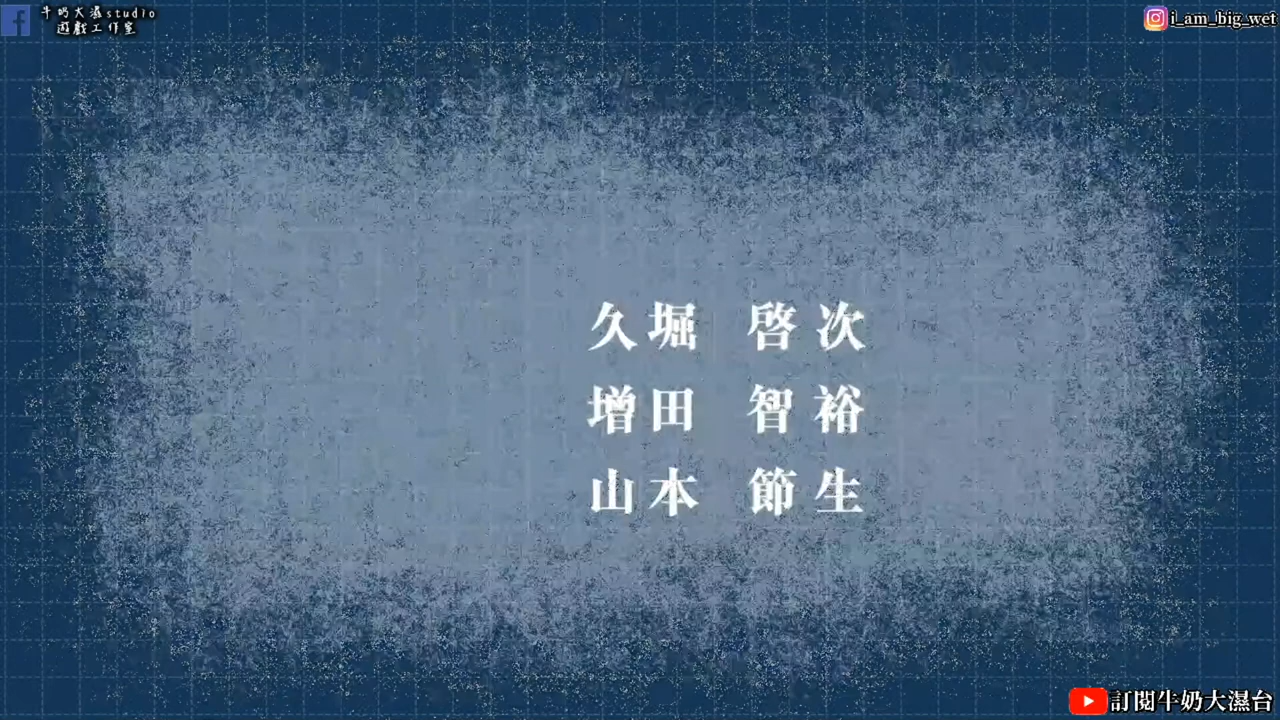 牛奶大濕studio
遊戲工作室
i_am_big_wet
久堀 啓次
増田 智裕
山本 節生
訂閱牛奶大濕台